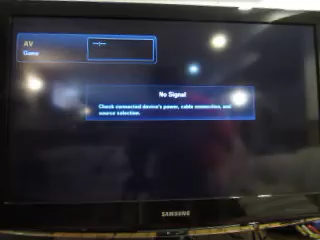 AV
Game
No Signal
Check connected device's power, cable connection, and
source selection.
SAMSUNG